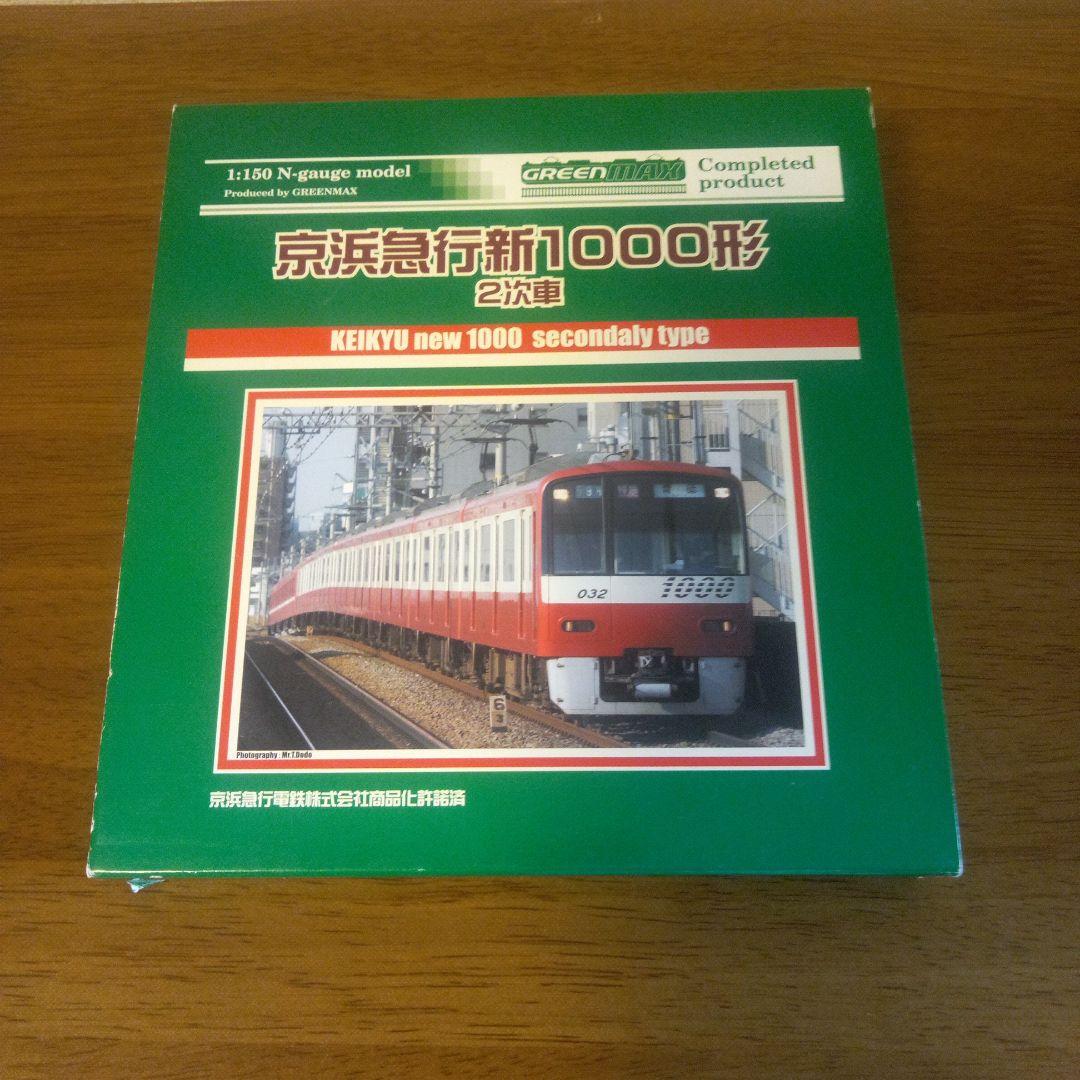 1:150 N-gauge model
Produced by GREENMAX
GREENMAX
Completed
product
京浜急行新1000形
2次車
KEIKYU new 1000 secondaly type
032
1000
6
3
Photography : Mr.T.Dodo
京浜急行電鉄株式会社商品化許諾済